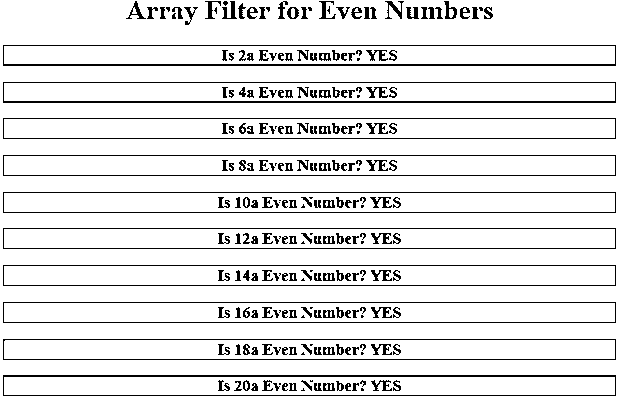 Array Filter for Even Numbers
Is 2a Even Number? YES
Is 4a Even Number? YES
Is 6a Even Number? YES
Is 8a Even Number? YES
Is 10a Even Number? YES
Is 12a Even Number? YES
Is 14a Even Number? YES
Is 16a Even Number? YES
Is 18a Even Number? YES
Is 20a Even Number? YES